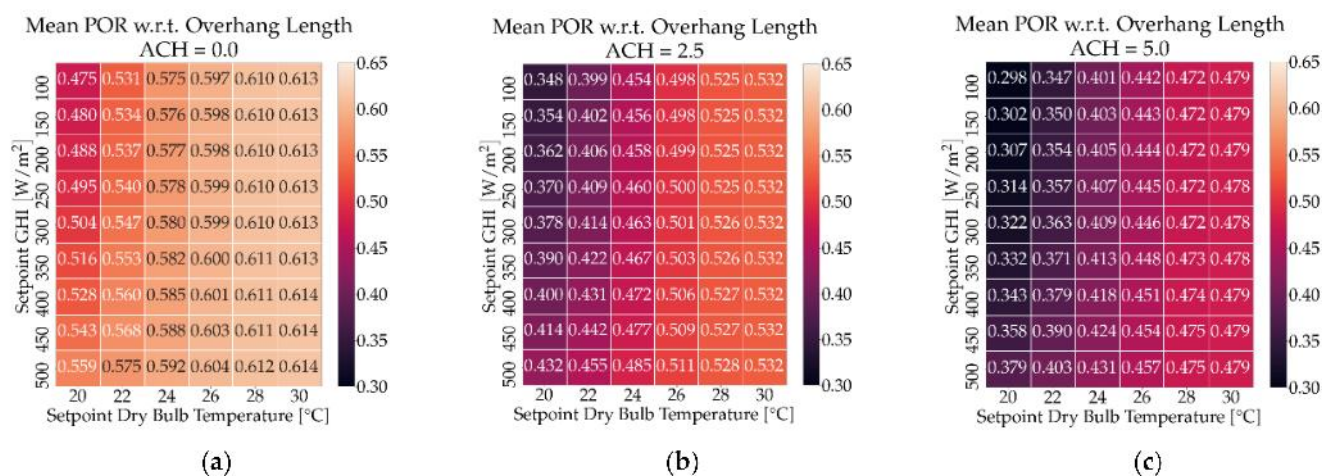 Mean POR w.r.t. Overhang Length
ACH = 0.0
Setpoint GHI [W/m²]
100 0.475 0.531 0.575 0.597 0.610 0.613
150 0.480 0.534 0.576 0.598 0.610 0.613
200 0.488 0.537 0.577 0.598 0.610 0.613
250 0.495 0.540 0.578 0.599 0.610 0.613
300 0.504 0.547 0.580 0.599 0.610 0.613
350 0.516 0.553 0.582 0.600 0.611 0.613
400 0.528 0.560 0.585 0.601 0.611 0.614
450 0.543 0.568 0.588 0.603 0.611 0.614
500 0.559 0.575 0.592 0.604 0.612 0.614
20 22 24 26 28 30
Setpoint Dry Bulb Temperature [°C]
0.65
0.60
0.55
0.50
0.45
0.40
0.35
0.30
(a)
Mean POR w.r.t. Overhang Length
ACH = 2.5
Setpoint GHI [W/m²]
100 0.348 0.399 0.454 0.498 0.525 0.532
150 0.354 0.402 0.456 0.498 0.525 0.532
200 0.362 0.406 0.458 0.499 0.525 0.532
250 0.370 0.409 0.460 0.500 0.525 0.532
300 0.378 0.414 0.463 0.501 0.526 0.532
350 0.390 0.422 0.467 0.503 0.526 0.532
400 0.400 0.431 0.472 0.506 0.527 0.532
450 0.414 0.442 0.477 0.509 0.527 0.532
500 0.432 0.455 0.485 0.511 0.528 0.532
20 22 24 26 28 30
Setpoint Dry Bulb Temperature [°C]
0.65
0.60
0.55
0.50
0.45
0.40
0.35
0.30
(b)
Mean POR w.r.t. Overhang Length
ACH = 5.0
Setpoint GHI [W/m²]
100 0.298 0.347 0.401 0.442 0.472 0.479
150 0.302 0.350 0.403 0.443 0.472 0.479
200 0.307 0.354 0.405 0.444 0.472 0.479
250 0.314 0.357 0.407 0.445 0.472 0.478
300 0.322 0.363 0.409 0.446 0.472 0.478
350 0.332 0.371 0.413 0.448 0.473 0.478
400 0.343 0.379 0.418 0.451 0.474 0.479
450 0.358 0.390 0.424 0.454 0.475 0.479
500 0.379 0.403 0.431 0.457 0.475 0.479
20 22 24 26 28 30
Setpoint Dry Bulb Temperature [°C]
0.65
0.60
0.55
0.50
0.45
0.40
0.35
0.30
(c)